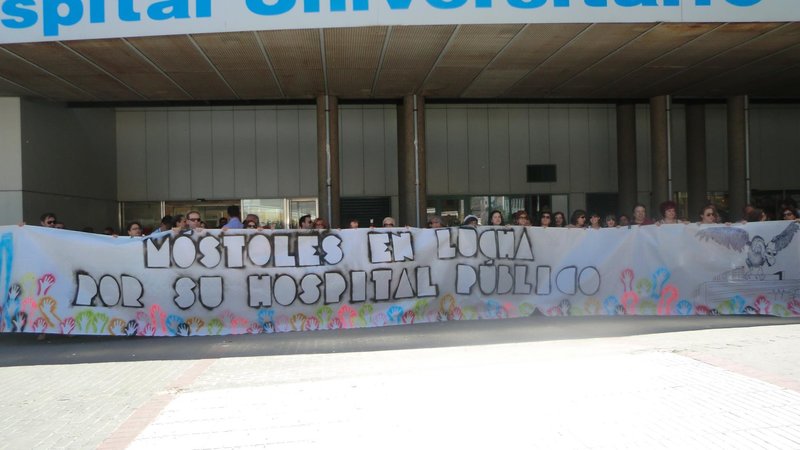 spital Universitario
MÓSTOLES EN LUCHA
POR SU HOSPITAL PÚBLICO